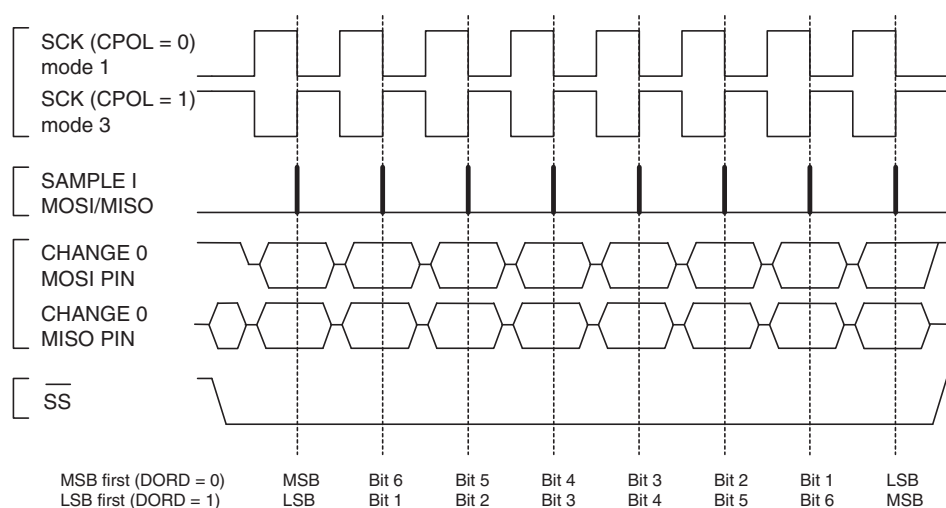 SCK (CPOL = 0)
mode 1
SCK (CPOL = 1)
mode 3
SAMPLE I
MOSI/MISO
CHANGE 0
MOSI PIN
CHANGE 0
MISO PIN
SS
MSB first (DORD = 0) MSB Bit 6 Bit 5 Bit 4 Bit 3 Bit 2 Bit 1 LSB
LSB first (DORD = 1) LSB Bit 1 Bit 2 Bit 3 Bit 4 Bit 5 Bit 6 MSB